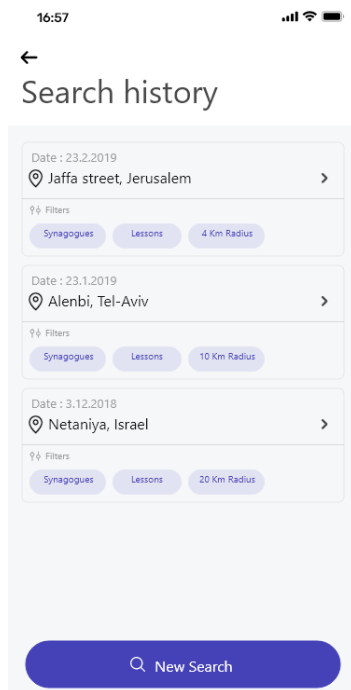 16:57
Search history
Date : 23.2.2019
Jaffa street, Jerusalem
Filters
Synagogues Lessons 4 Km Radius
Date : 23.1.2019
Alenbi, Tel-Aviv
Filters
Synagogues Lessons 10 Km Radius
Date : 3.12.2018
Netaniya, Israel
Filters
Synagogues Lessons 20 Km Radius
New Search